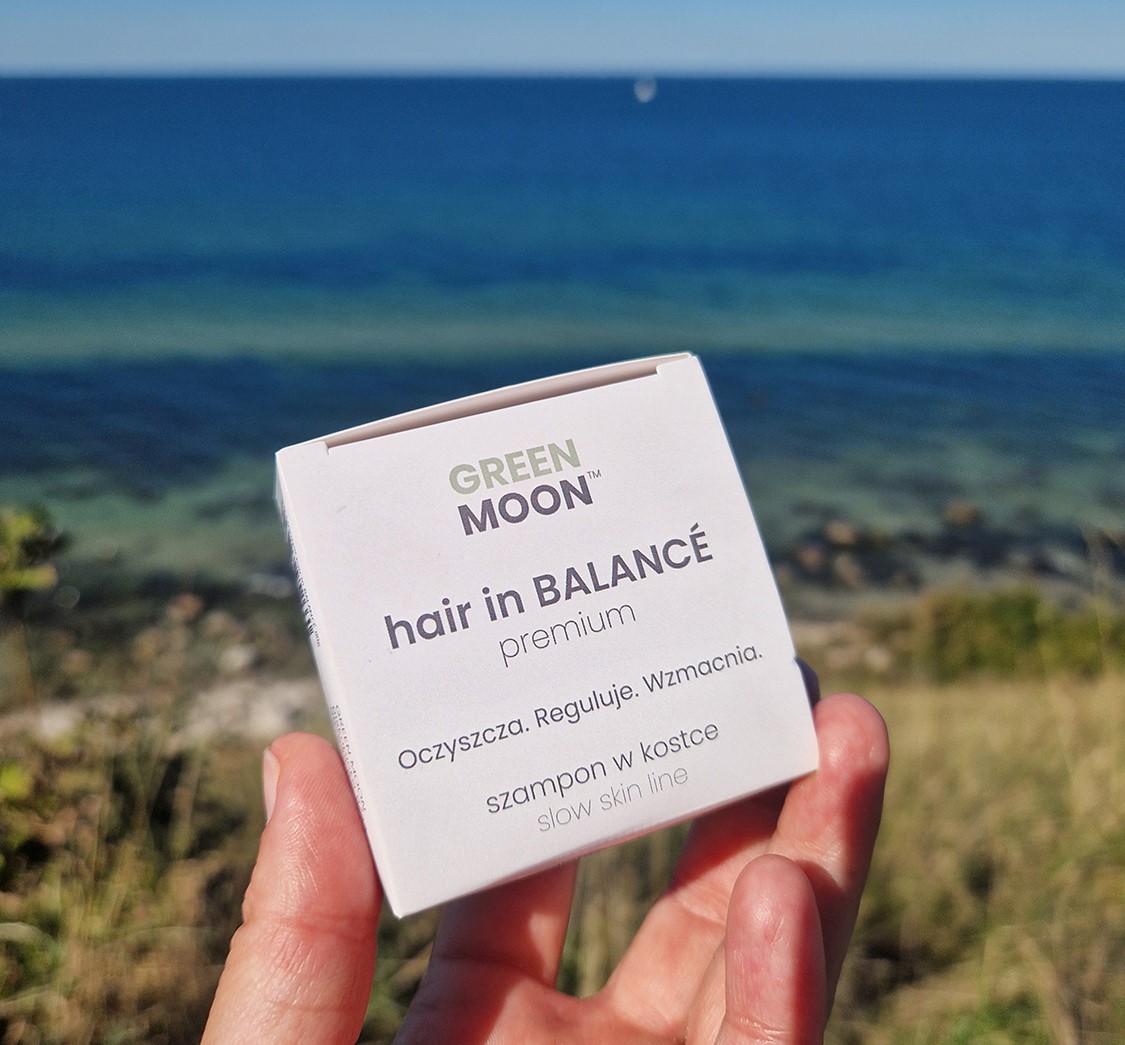 GREEN
MOON™
hair in BALANCÉ
premium
Oczyszcza. Reguluje. Wzmacnia.
szampon w kostce
slow skin line